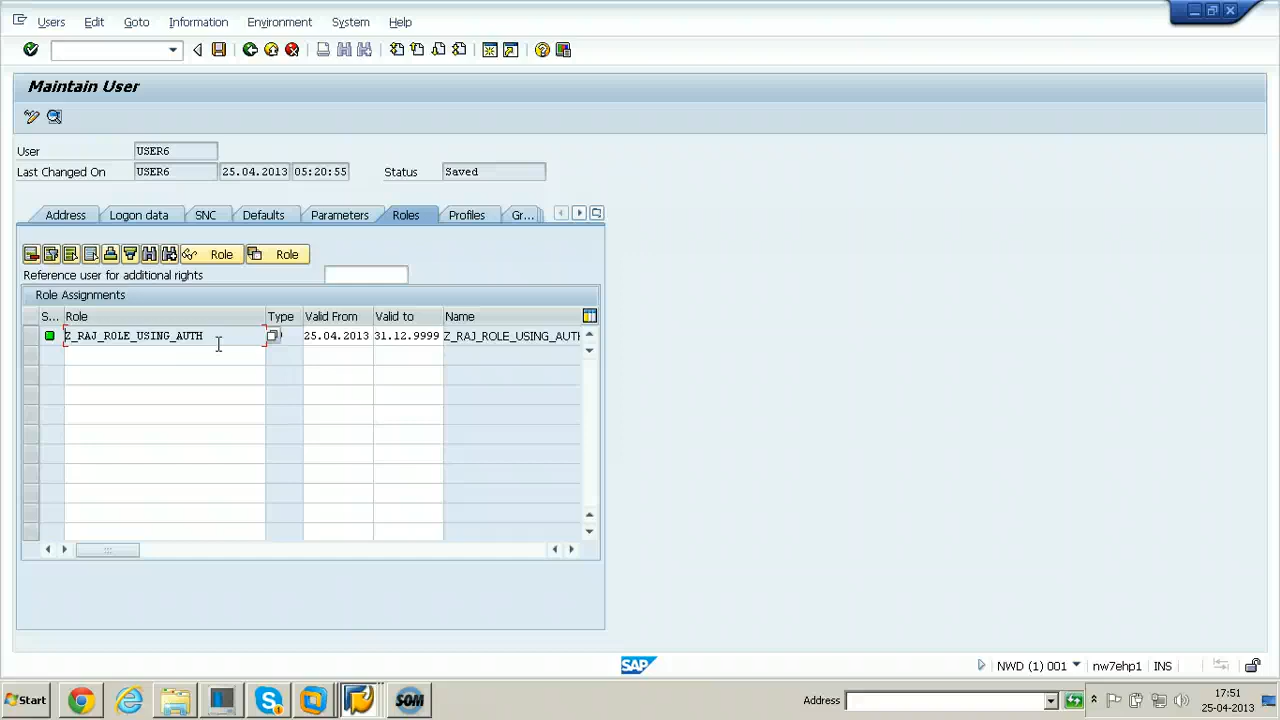 Users Edit Goto Information Environment System Help
Maintain User
User USER6
Last Changed On USER6 25.04.2013 05:20:55 Status Saved
Address Logon data SNC Defaults Parameters Roles Profiles Gr...
Role Role
Reference user for additional rights
Role Assignments
S... Role Type Valid From Valid to Name
Z_RAJ_ROLE_USING_AUTH 25.04.2013 31.12.9999 Z_RAJ_ROLE_USING_AUTH
SAP NWD (1) 001 nw7ehp1 INS
Start SOM Address 17:51
25-04-2013